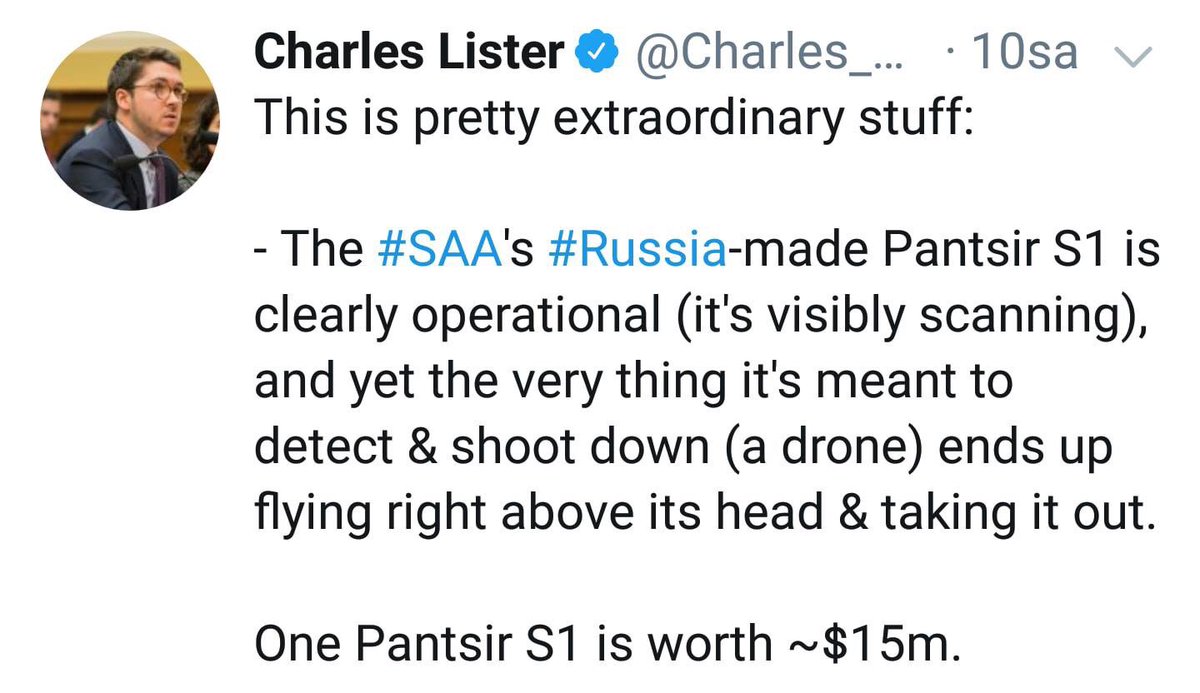 Charles Lister @Charles_... · 10sa
This is pretty extraordinary stuff:
- The #SAA's #Russia-made Pantsir S1 is
clearly operational (it's visibly scanning),
and yet the very thing it's meant to
detect & shoot down (a drone) ends up
flying right above its head & taking it out.
One Pantsir S1 is worth ~$15m.